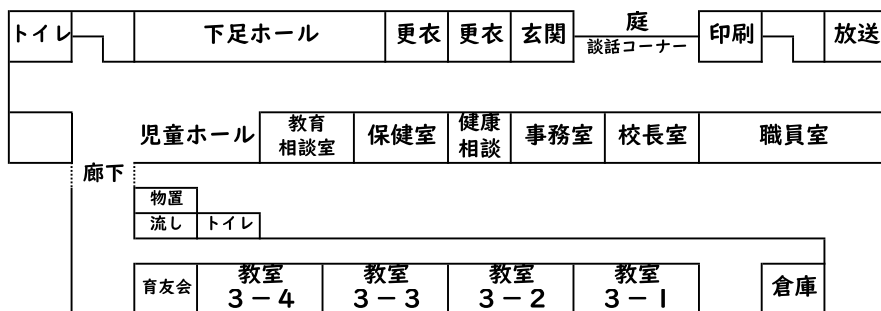 トイレ
下足ホール
更衣
更衣
玄関
庭
談話コーナー
印刷
放送
児童ホール
教育
相談室
保健室
健康
相談
事務室
校長室
職員室
廊下
物置
流し
トイレ
育友会
教室
3-4
教室
3-3
教室
3-2
教室
3-1
倉庫